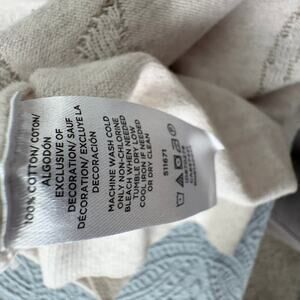 100% COTTON/ COTON/
ALGODÓN
EXCLUSIVE OF
DECORATION/ SAUF
DÉCORATION/ EXCLUYE LA
DECORACIÓN
MACHINE WASH COLD
ONLY NON-CHLORINE
BLEACH WHEN NEEDED
TUMBLE DRY LOW
COOL IRON IF NEEDED
OR DRY CLEAN
511671